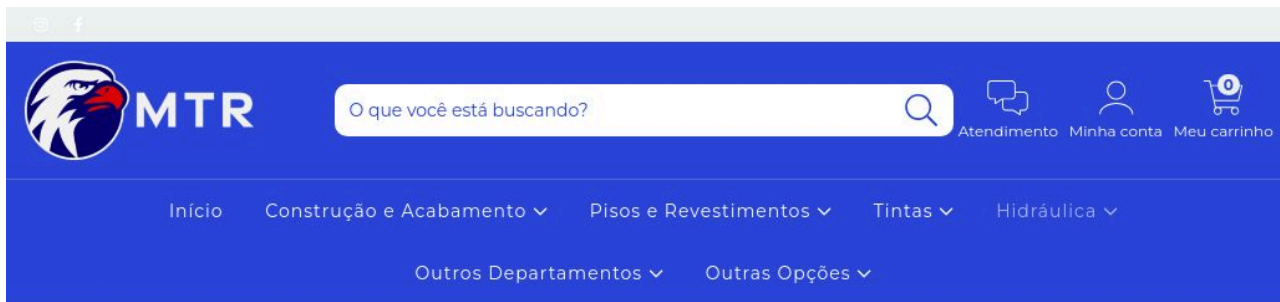 MTR
O que você está buscando?
Atendimento Minha conta Meu carrinho
0
Início Construção e Acabamento Pisos e Revestimentos Tintas Hidráulica
Outros Departamentos Outras Opções